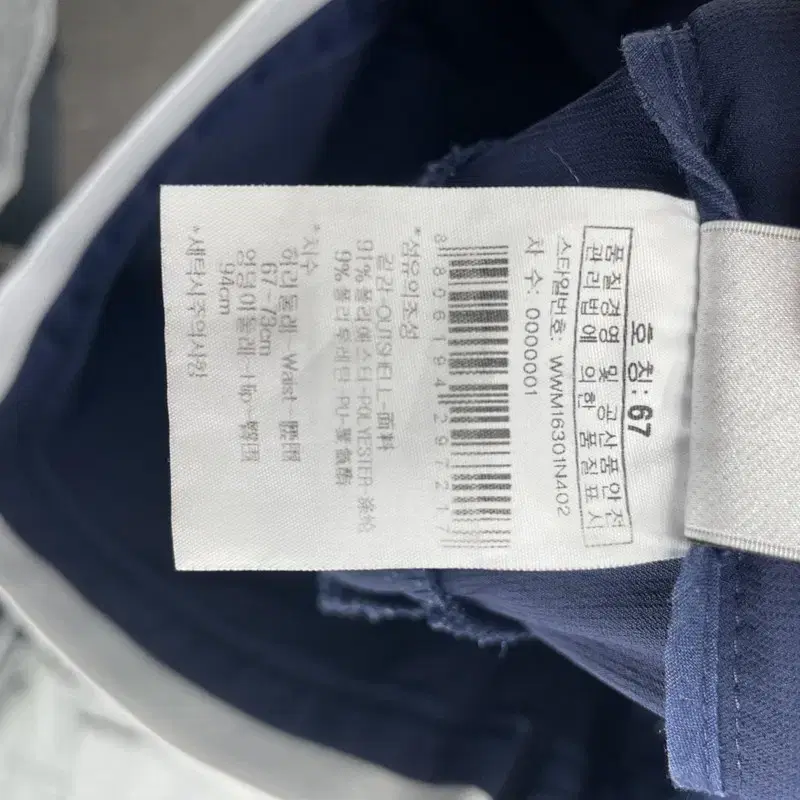 호칭: 67
품질경영 및 공산품안전
관리법에 의한 품질표시
스타일번호: WWM16301N402
차 수: 0000001
8806194297217
*섬유의조성
겉감-OUTSHELL-面料
91% 폴리에스터-POLYESTER-涤纶
9% 폴리우레탄-PU-聚氨酯
*치수
허리둘레-Waist-腰围
67-73cm
엉덩이둘레-Hip-臀围
94cm
*세탁시주의사항